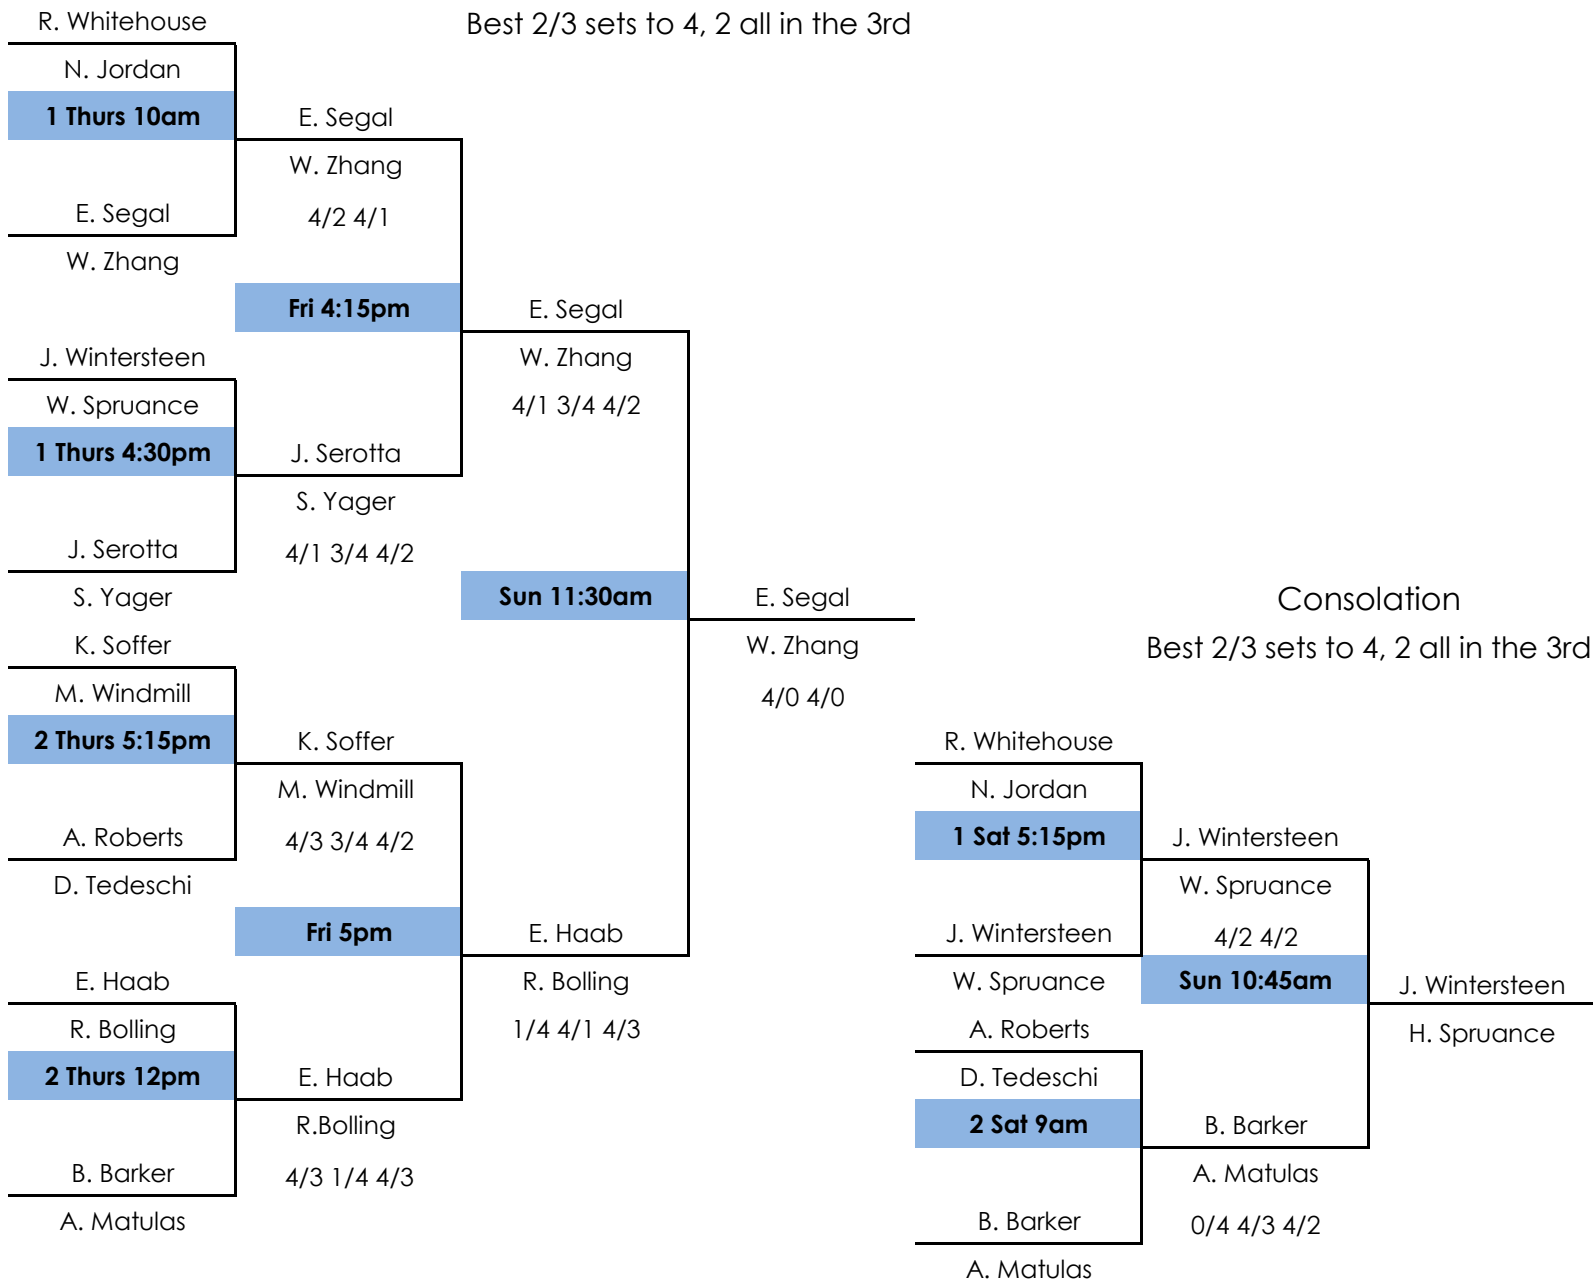 R. Whitehouse
Best 2/3 sets to 4, 2 all in the 3rd
N. Jordan
1 Thurs 10am
E. Segal
W. Zhang
4/2 4/1
E. Segal
W. Zhang
Fri 4:15pm
E. Segal
W. Zhang
4/1 3/4 4/2
J. Wintersteen
W. Spruance
1 Thurs 4:30pm
J. Serotta
S. Yager
4/1 3/4 4/2
J. Serotta
S. Yager
Sun 11:30am
E. Segal
W. Zhang
4/0 4/0
K. Soffer
M. Windmill
2 Thurs 5:15pm
K. Soffer
M. Windmill
4/3 3/4 4/2
A. Roberts
D. Tedeschi
Fri 5pm
E. Haab
R. Bolling
1/4 4/1 4/3
E. Haab
R. Bolling
2 Thurs 12pm
E. Haab
R.Bolling
4/3 1/4 4/3
B. Barker
A. Matulas
Consolation
Best 2/3 sets to 4, 2 all in the 3rd
R. Whitehouse
N. Jordan
1 Sat 5:15pm
J. Wintersteen
W. Spruance
4/2 4/2
J. Wintersteen
W. Spruance
Sun 10:45am
J. Wintersteen
H. Spruance
A. Roberts
D. Tedeschi
2 Sat 9am
B. Barker
A. Matulas
0/4 4/3 4/2
B. Barker
A. Matulas